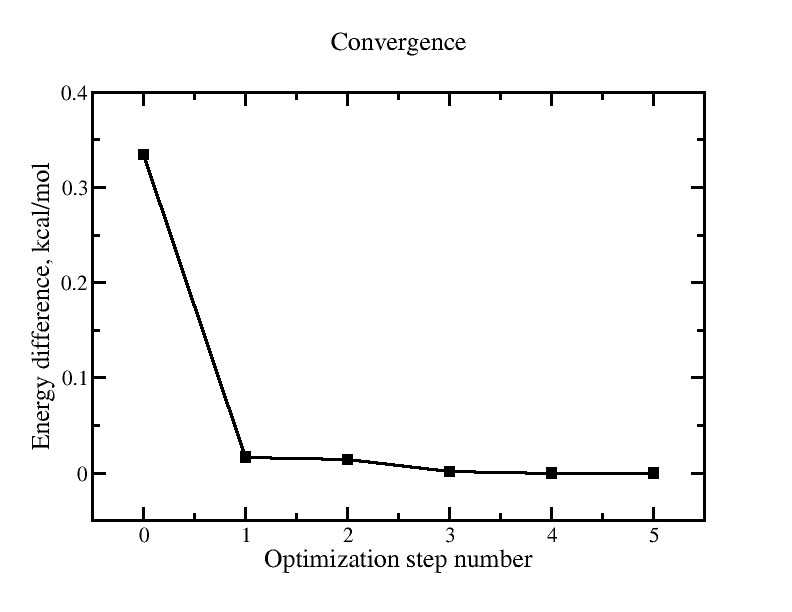 Convergence
0.4
0.3
0.2
0.1
0
Energy difference, kcal/mol
0 1 2 3 4 5
Optimization step number